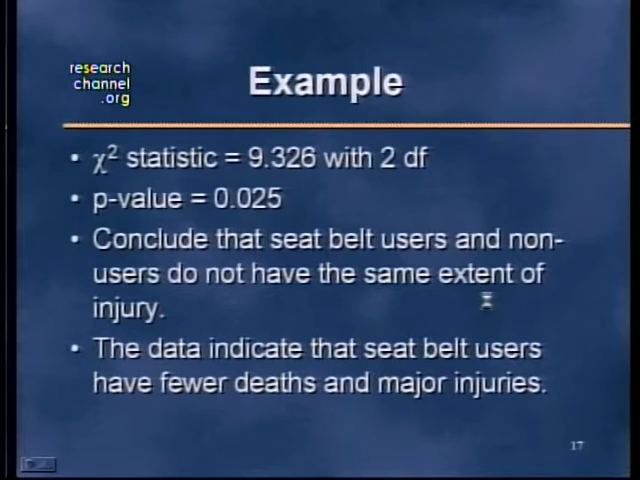 research
channel
.org
Example
• χ² statistic = 9.326 with 2 df
• p-value = 0.025
• Conclude that seat belt users and non-
users do not have the same extent of
injury.
• The data indicate that seat belt users
have fewer deaths and major injuries.
17